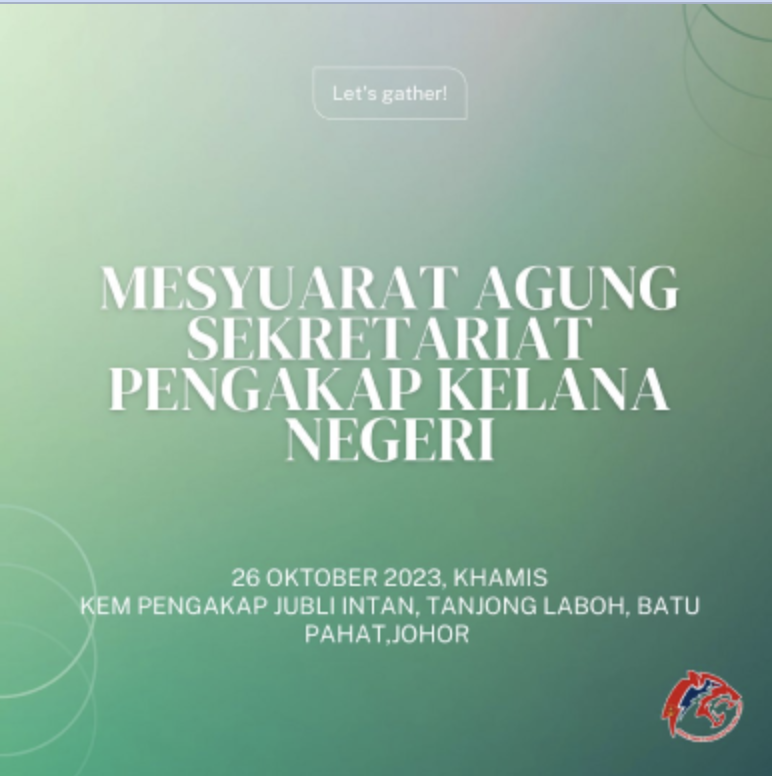 Let's gather!
MESYUARAT AGUNG
SEKRETARIAT
PENGAKAP KELANA
NEGERI
26 OKTOBER 2023, KHAMIS
KEM PENGAKAP JUBLI INTAN, TANJONG LABOH, BATU
PAHAT,JOHOR